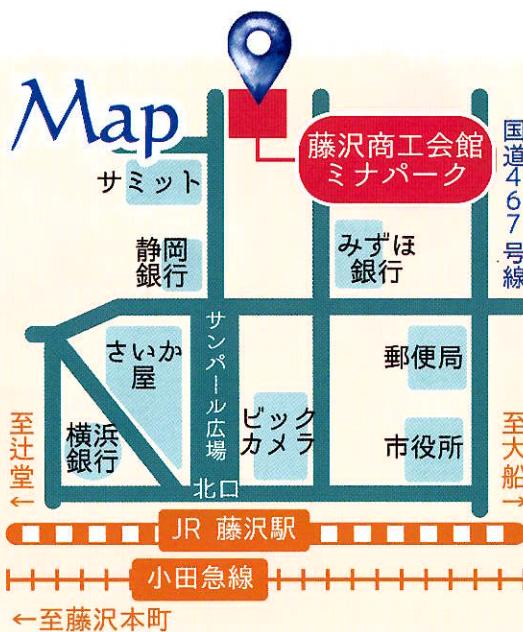 Map
藤沢商工会館
ミナパーク
国道467号線
サミット
静岡
銀行
みずほ
銀行
サンパール広場
さいか
屋
郵便局
横浜
銀行
ビック
カメラ
市役所
至辻堂
←
至大船
→
北口
JR 藤沢駅
小田急線
←至藤沢本町